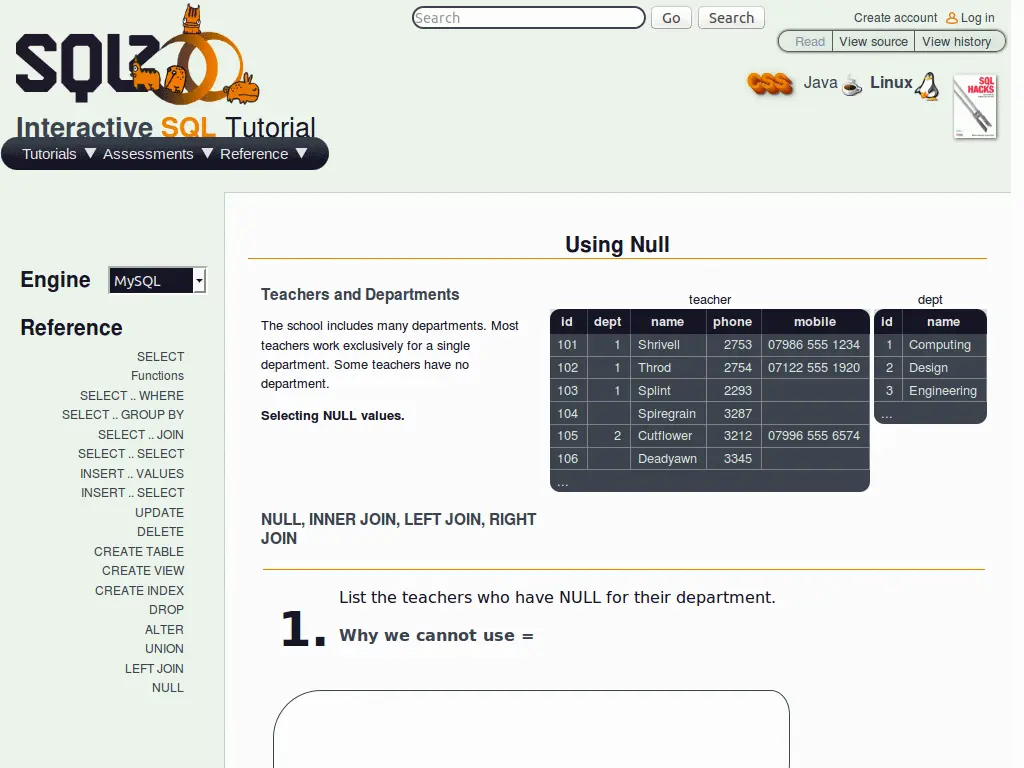 Search
Go
Search
Create account
Log in
Read
View source
View history
SQLZOO
CSS
Java
Linux
SQL
HACKS
Interactive SQL Tutorial
Tutorials ▼ Assessments ▼ Reference ▼
Using Null
Engine
MySQL
Reference
SELECT
Functions
SELECT .. WHERE
SELECT .. GROUP BY
SELECT .. JOIN
SELECT .. SELECT
INSERT .. VALUES
INSERT .. SELECT
UPDATE
DELETE
CREATE TABLE
CREATE VIEW
CREATE INDEX
DROP
ALTER
UNION
LEFT JOIN
NULL
Teachers and Departments
The school includes many departments. Most
teachers work exclusively for a single
department. Some teachers have no
department.
Selecting NULL values.
teacher
id dept name phone mobile
101 1 Shrivell 2753 07986 555 1234
102 1 Throd 2754 07122 555 1920
103 1 Splint 2293
104 Spiregrain 3287
105 2 Cutflower 3212 07996 555 6574
106 Deadyawn 3345
...
dept
id name
1 Computing
2 Design
3 Engineering
...
NULL, INNER JOIN, LEFT JOIN, RIGHT
JOIN
1.
List the teachers who have NULL for their department.
Why we cannot use =